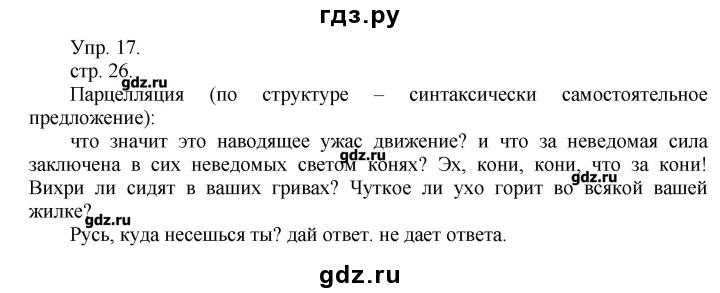 гдз.ру
Упр. 17.
стр. 26.
gdz.ru
Парцелляция (по структуре – синтаксически самостоятельное
предложение):
что значит это наводящее ужас движение? и что за неведомая сила
gdz.ru
заключена в сих неведомых светом конях? Эх, кони, кони, что за кони!
gdz.ru
Вихри ли сидят в ваших гривах? Чуткое ли ухо горит во всякой вашей
жилке?
gdz.ru
Русь, куда несешься ты? дай ответ. не дает ответа.
gdz.ru